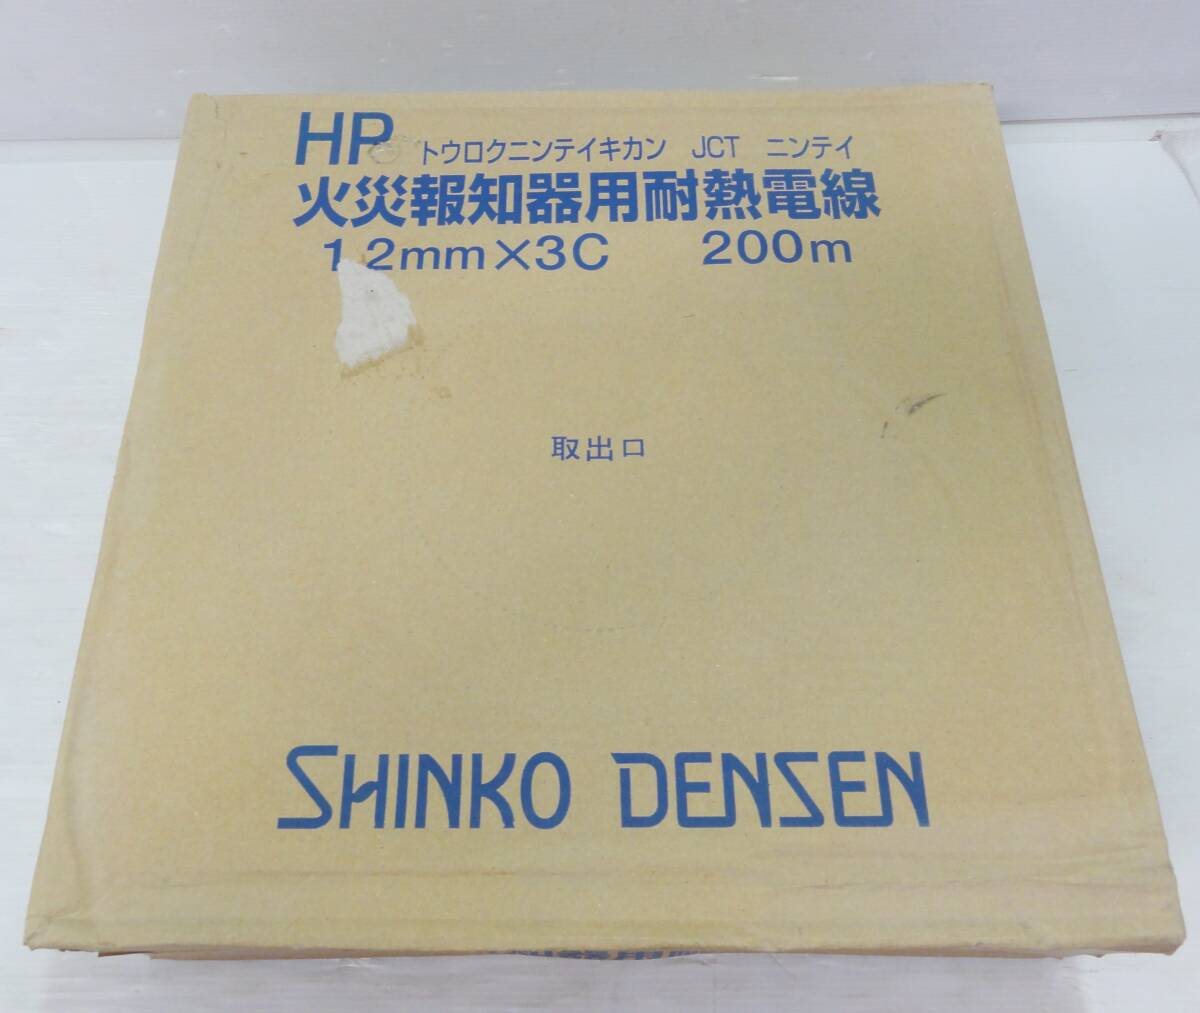 HP トウロクニンテイキカン JCT ニンテイ
火災報知器用耐熱電線
1.2mm×3C 200m
取出口
SHINKO DENSEN